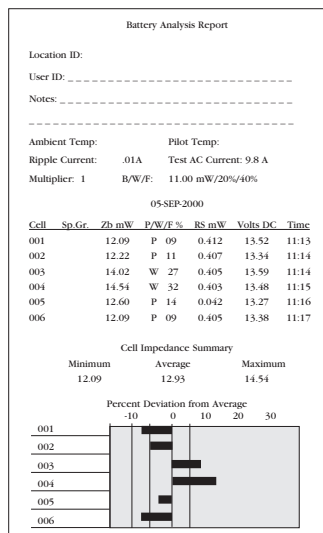 Battery Analysis Report
Location ID:
User ID: _ _ _ _ _ _ _ _ _ _ _ _ _ _ _ _ _ _ _ _ _ _ _ _ _ _ _
Notes: _ _ _ _ _ _ _ _ _ _ _ _ _ _ _ _ _ _ _ _ _ _ _ _ _ _ _ _
_ _ _ _ _ _ _ _ _ _ _ _ _ _ _ _ _ _ _ _ _ _ _ _ _ _ _ _ _ _ _ _
Ambient Temp: Pilot Temp:
Ripple Current: .01A Test AC Current: 9.8 A
Multiplier: 1 B/W/F: 11.00 mW/20%/40%
05-SEP-2000
Cell Sp.Gr. Zb mW P/W/F % RS mW Volts DC Time
001 12.09 P 09 0.412 13.52 11:13
002 12.22 P 11 0.407 13.34 11:14
003 14.02 W 27 0.405 13.59 11:14
004 14.54 W 32 0.403 13.48 11:15
005 12.60 P 14 0.042 13.27 11:16
006 12.09 P 09 0.405 13.38 11:17
Cell Impedance Summary
Minimum Average Maximum
12.09 12.93 14.54
Percent Deviation from Average
-10 0 10 20 30
001
002
003
004
005
006